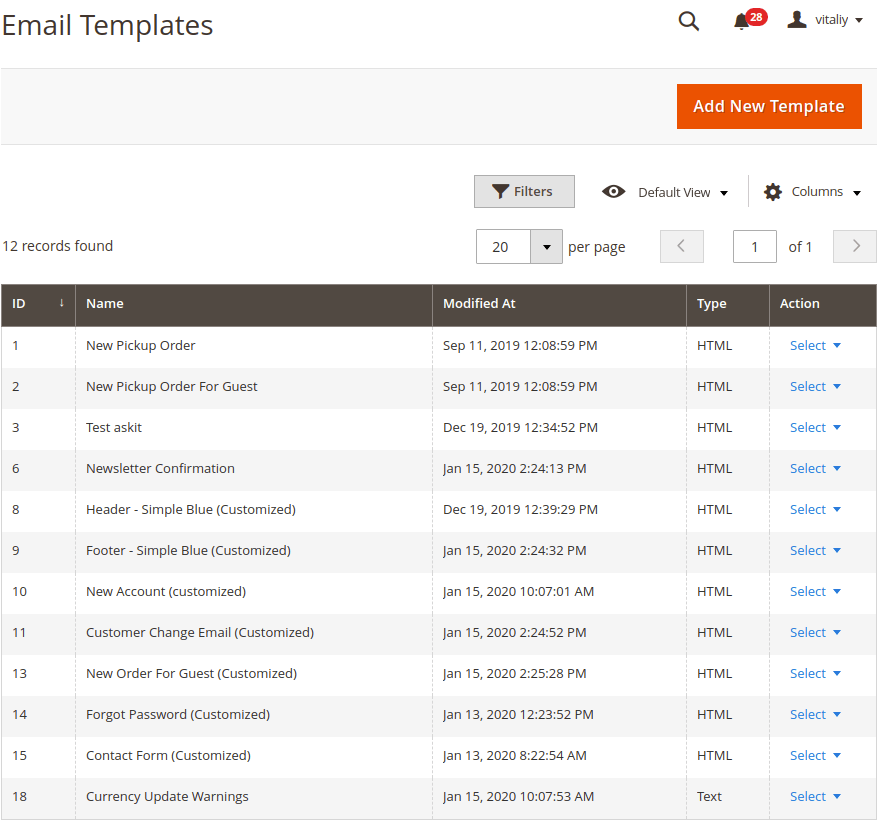 Email Templates
28
vitaliy
Add New Template
Filters
Default View
Columns
12 records found
20 per page
1 of 1
ID ↓ Name Modified At Type Action
1 New Pickup Order Sep 11, 2019 12:08:59 PM HTML Select
2 New Pickup Order For Guest Sep 11, 2019 12:08:59 PM HTML Select
3 Test askit Dec 19, 2019 12:34:52 PM HTML Select
6 Newsletter Confirmation Jan 15, 2020 2:24:13 PM HTML Select
8 Header - Simple Blue (Customized) Dec 19, 2019 12:39:29 PM HTML Select
9 Footer - Simple Blue (Customized) Jan 15, 2020 2:24:32 PM HTML Select
10 New Account (customized) Jan 15, 2020 10:07:01 AM HTML Select
11 Customer Change Email (Customized) Jan 15, 2020 2:24:52 PM HTML Select
13 New Order For Guest (Customized) Jan 15, 2020 2:25:28 PM HTML Select
14 Forgot Password (Customized) Jan 13, 2020 12:23:52 PM HTML Select
15 Contact Form (Customized) Jan 13, 2020 8:22:54 AM HTML Select
18 Currency Update Warnings Jan 15, 2020 10:07:53 AM Text Select